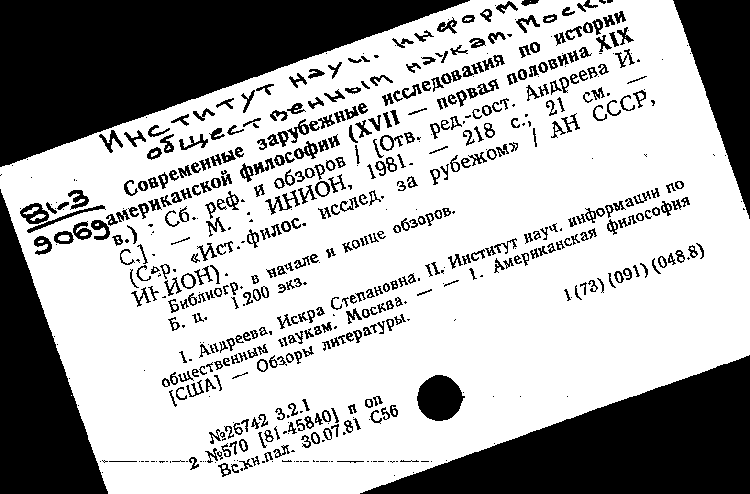 Институт науч. информа
общественным наукам. Москва
81-3
9069
Современные зарубежные исследования по истории
американской философии (XVII — первая половина XIX
в.) : Сб. реф. и обзоров / [Отв. ред.-сост. Андреева И.
С.]. — М. : ИНИОН, 1981. — 218 с.; 21 см. —
(Сер. «Ист.-филос. исслед. за рубежом» / АН СССР,
ИНИОН).
Библиогр. в начале и конце обзоров.
Б. ц. 1.200 экз.
1. Андреева, Искра Степановна. II. Институт науч. информации по
общественным наукам. Москва. — — 1. Американская философия
[США] — Обзоры литературы.
1(73) (091) (048.8)
№26742 3.2.1
2 №570 [81-45840] п оп
Вс.кн.пал. 30.07.81 С56